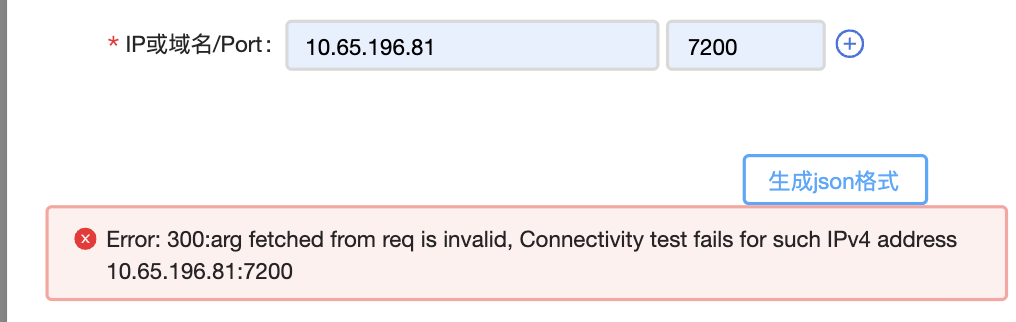 * IP或域名/Port: 10.65.196.81 7200
生成json格式
Error: 300:arg fetched from req is invalid, Connectivity test fails for such IPv4 address
10.65.196.81:7200